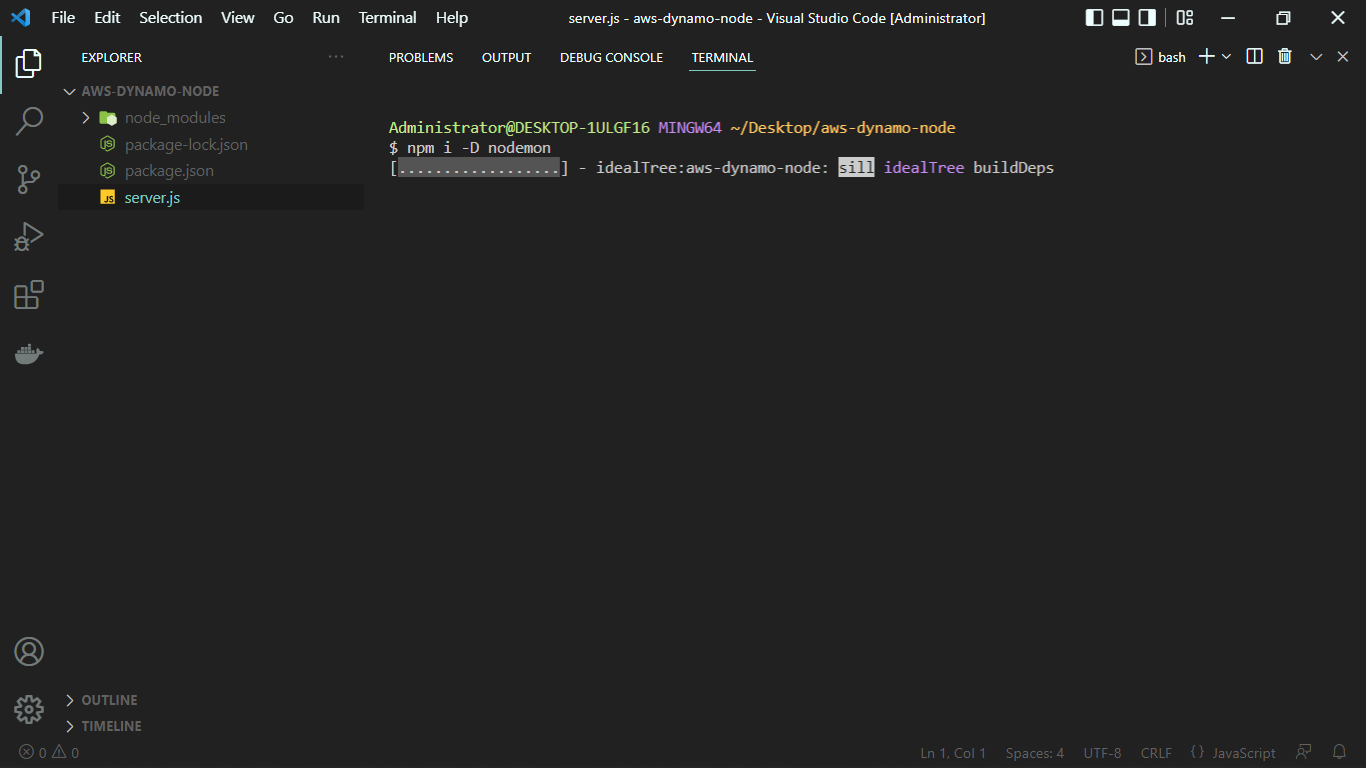 File Edit Selection View Go Run Terminal Help
server.js - aws-dynamo-node - Visual Studio Code [Administrator]
EXPLORER
AWS-DYNAMO-NODE
node_modules
package-lock.json
package.json
JS server.js
PROBLEMS OUTPUT DEBUG CONSOLE TERMINAL
bash
Administrator@DESKTOP-1ULGF16 MINGW64 ~/Desktop/aws-dynamo-node
$ npm i -D nodemon
[..................] - idealTree:aws-dynamo-node: sill idealTree buildDeps
OUTLINE
TIMELINE
0 0
Ln 1, Col 1 Spaces: 4 UTF-8 CRLF {} JavaScript